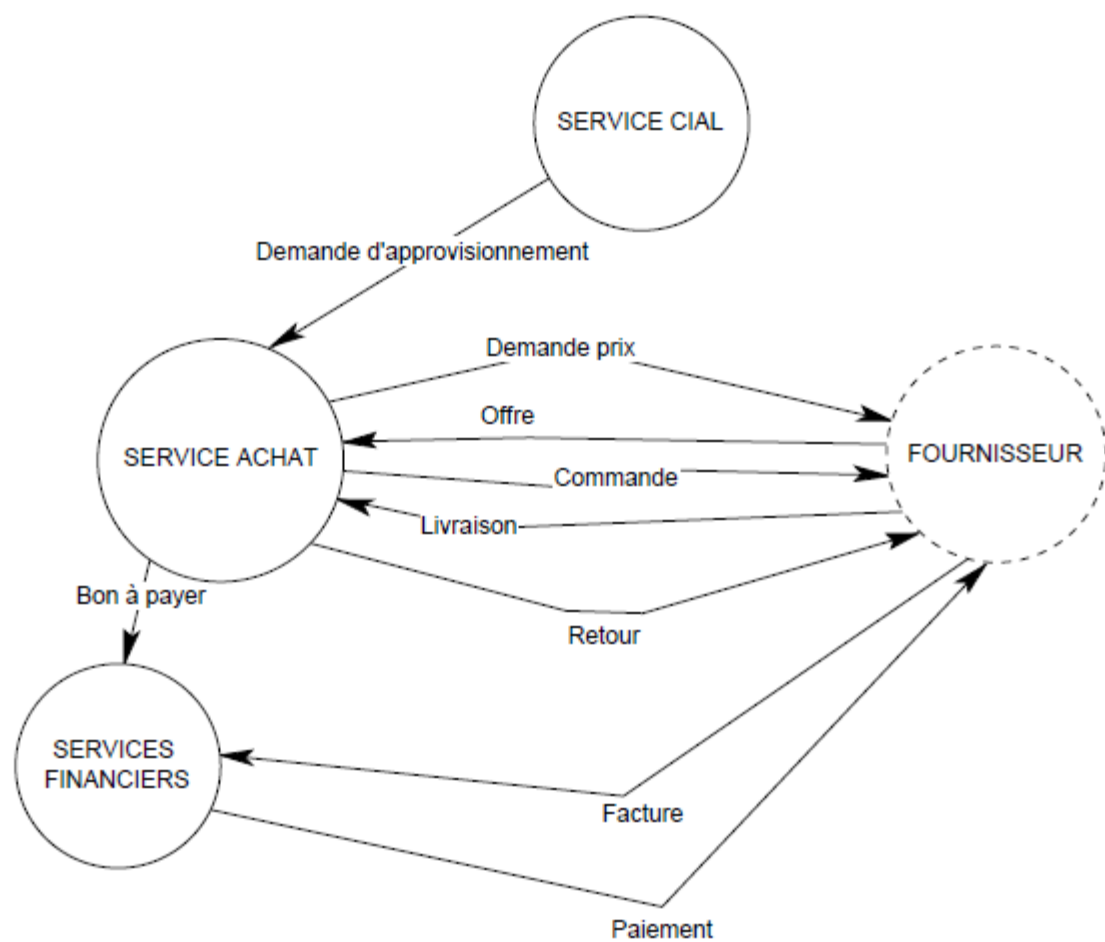 SERVICE CIAL
Demande d'approvisionnement
Demande prix
Offre
SERVICE ACHAT
FOURNISSEUR
Commande
Livraison
Bon à payer
Retour
SERVICES
FINANCIERS
Facture
Paiement